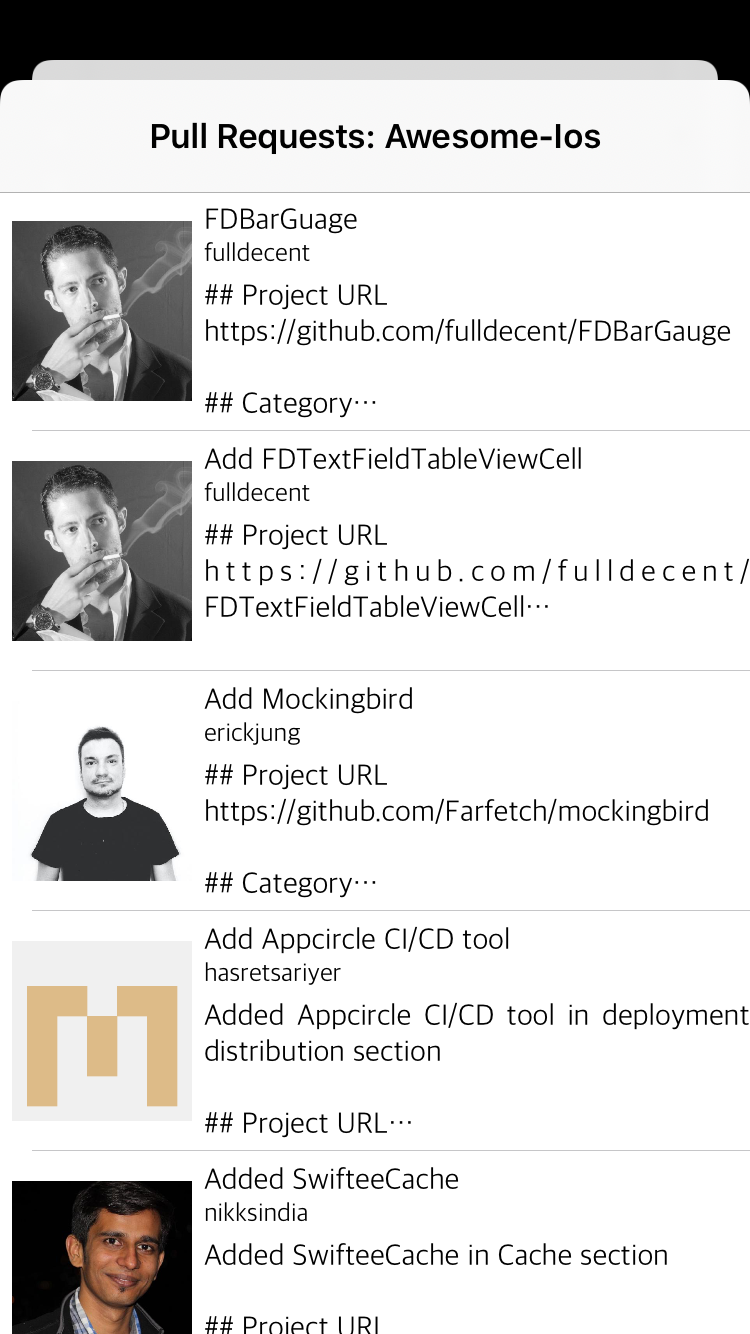 Pull Requests: Awesome-Ios
FDBarGuage
fulldecent
## Project URL
https://github.com/fulldecent/FDBarGauge
## Category…
Add FDTextFieldTableViewCell
fulldecent
## Project URL
https://github.com/fulldecent/
FDTextFieldTableViewCell…
Add Mockingbird
erickjung
## Project URL
https://github.com/Farfetch/mockingbird
## Category…
Add Appcircle CI/CD tool
hasretsariyer
Added Appcircle CI/CD tool in deployment
distribution section
## Project URL…
Added SwifteeCache
nikksindia
Added SwifteeCache in Cache section
## Project URL